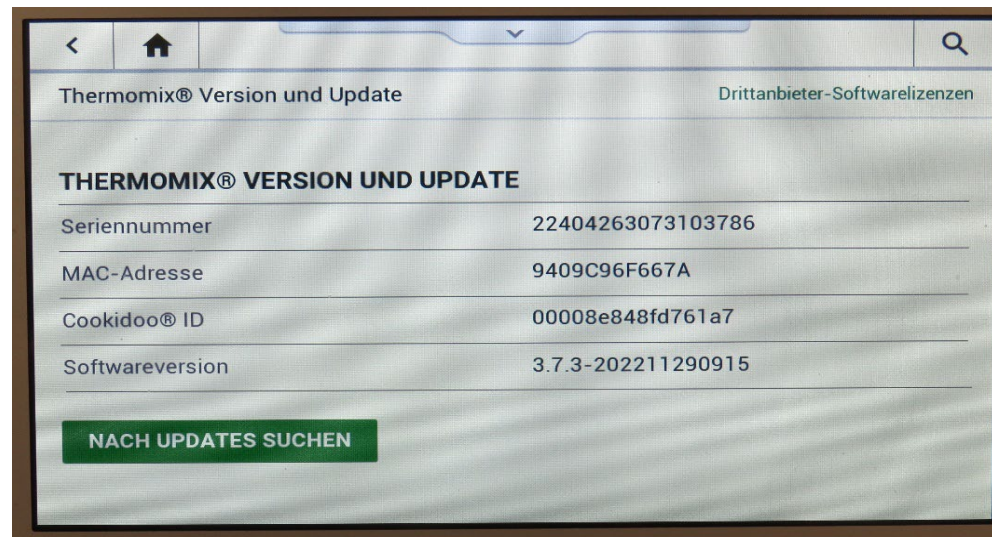 Thermomix® Version und Update
Drittanbieter-Softwarelizenzen
THERMOMIX® VERSION UND UPDATE
Seriennummer 22404263073103786
MAC-Adresse 9409C96F667A
Cookidoo® ID 00008e848fd761a7
Softwareversion 3.7.3-202211290915
NACH UPDATES SUCHEN